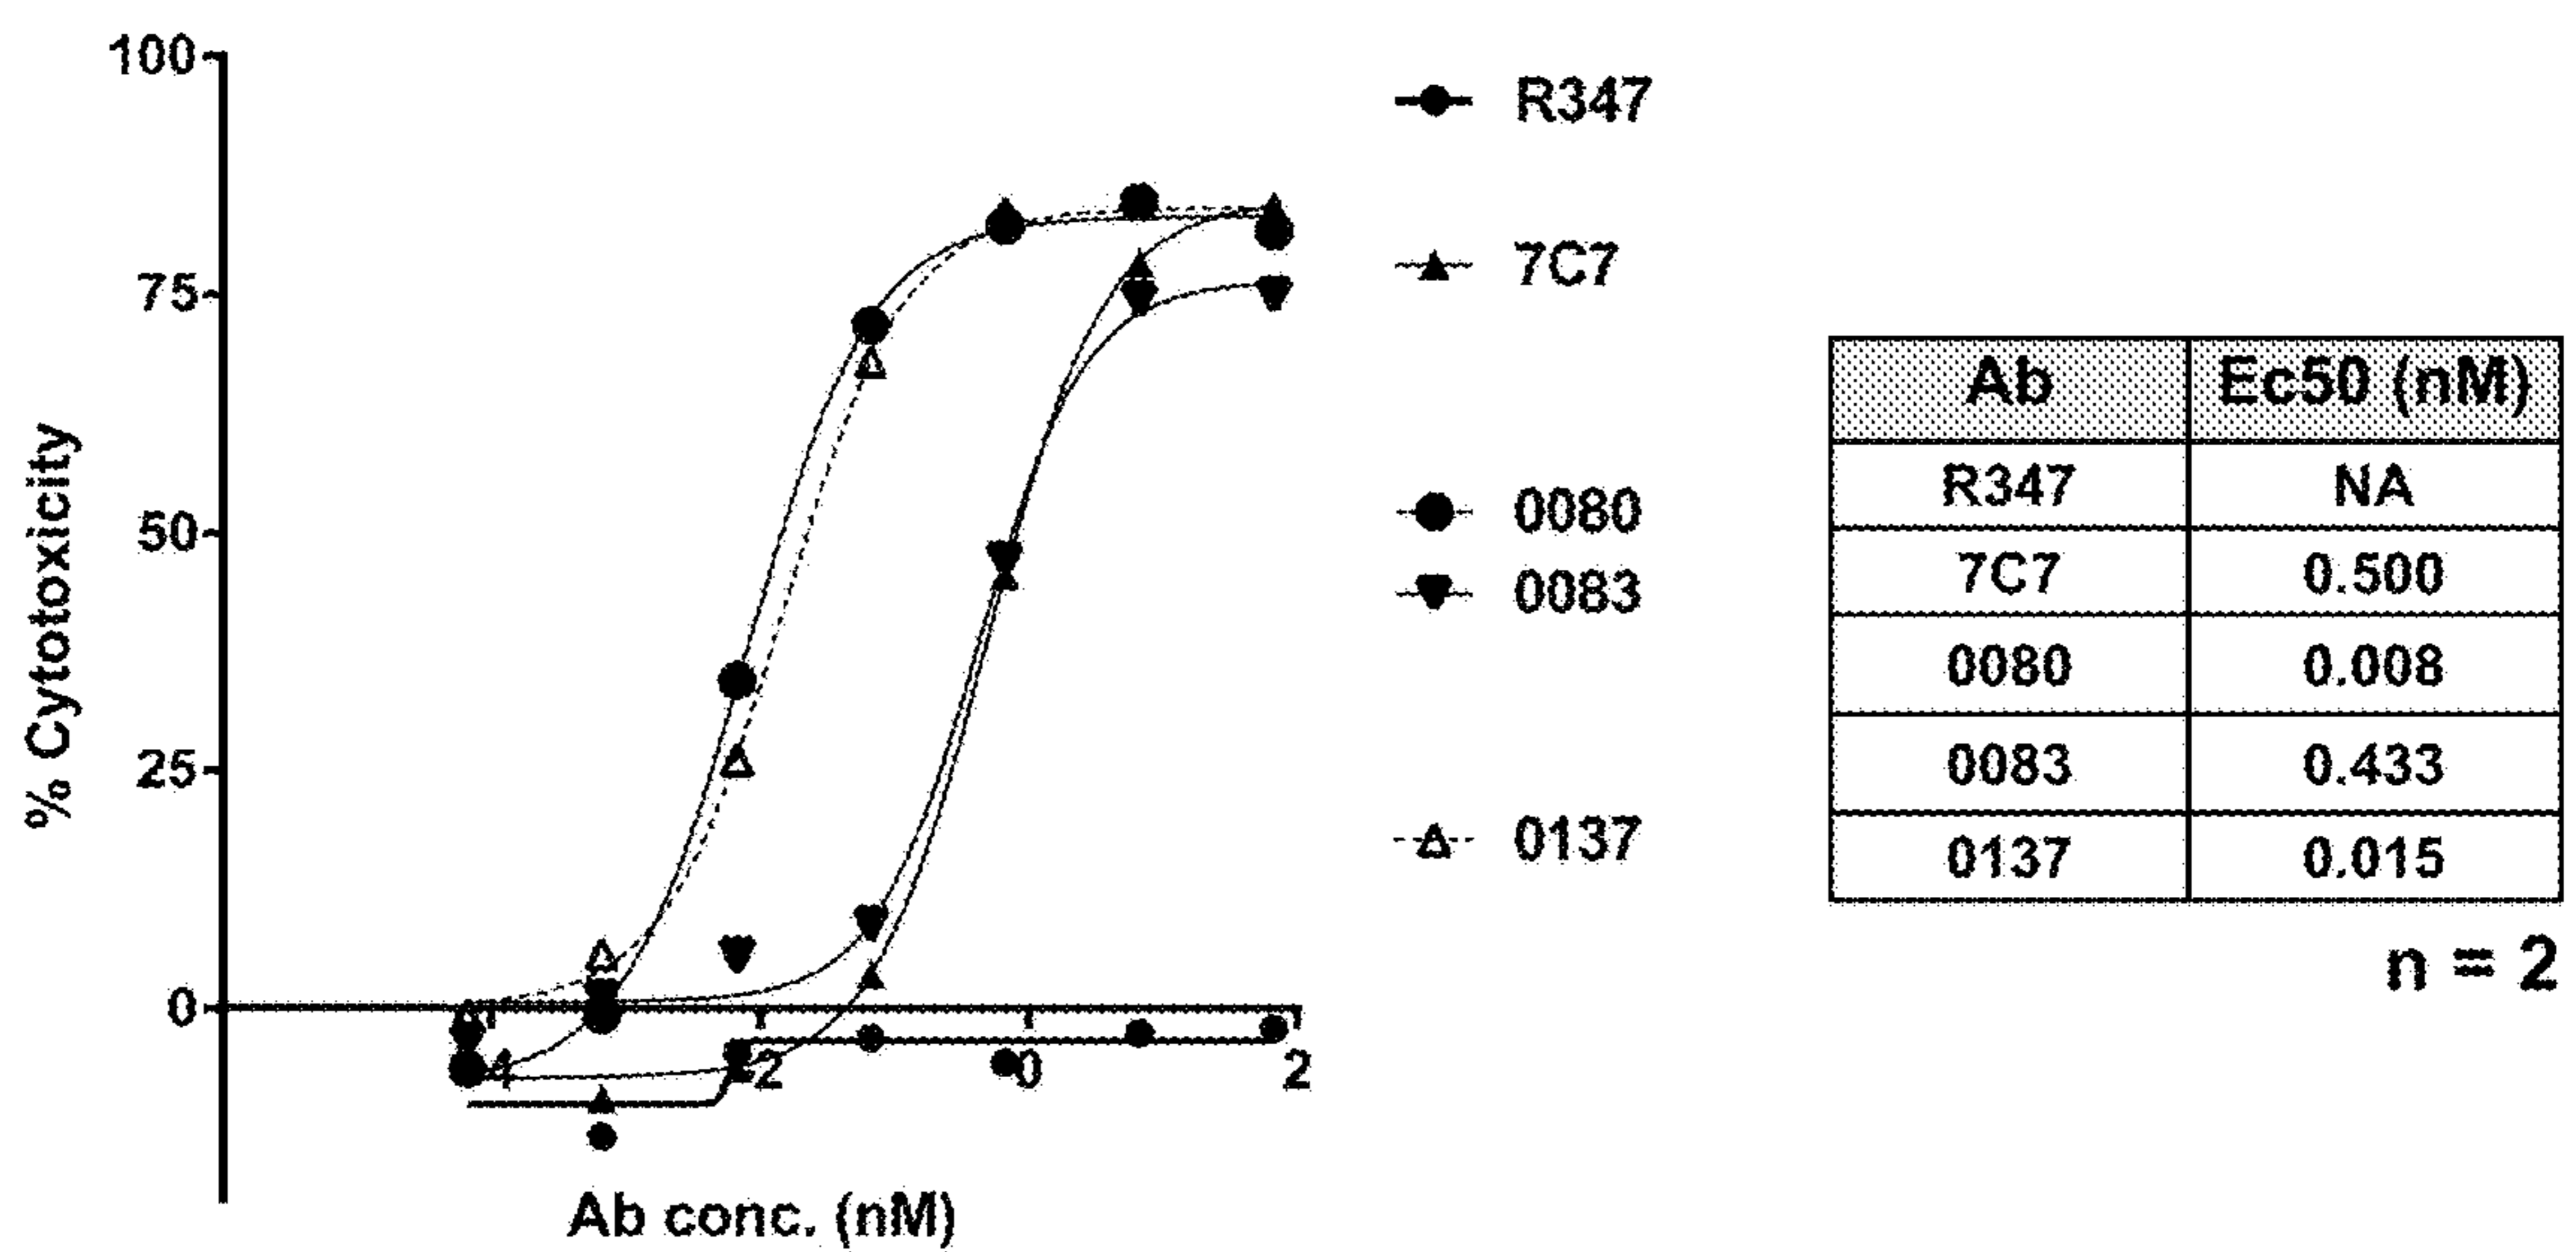 100
75
50
25
0
% Cytotoxicity
2
0
2
Ab conc. (nM)
R347
7C7
0080
0083
0137
Ab Ec50 (nM)
R347 NA
7C7 0.500
0080 0.008
0083 0.433
0137 0.015
n = 2